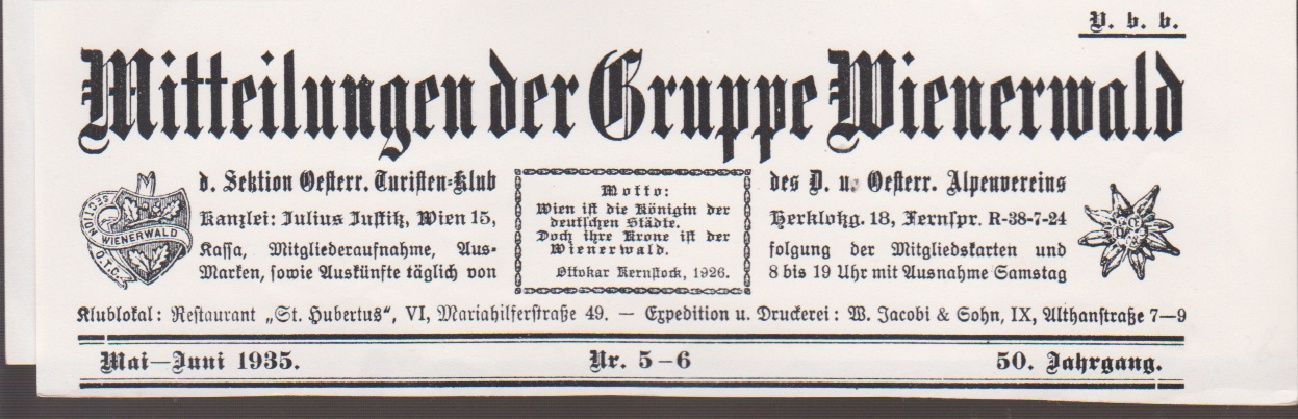 V. b. b.
Mitteilungen der Gruppe Wienerwald
d. Sektion Oesterr. Turisten-Klub
des D. u. Oesterr. Alpenvereins
Kanzlei: Julius Justitz, Wien 15,
Herklotzg. 18, Fernspr. R-38-7-24
Kassa, Mitgliederaufnahme, Aus-
folgung der Mitgliedskarten und
Marken, sowie Auskünfte täglich von
8 bis 19 Uhr mit Ausnahme Samstag
SECTION
WIENERWALD
Ö.T.C.
Motto:
Wien ist die Königin der
deutschen Städte.
Doch ihre Krone ist der
Wienerwald.
Ottokar Kernstock, 1926.
Klublokal: Restaurant „St. Hubertus“, VI, Mariahilferstraße 49. — Expedition u. Druckerei: W. Jacobi & Sohn, IX, Althanstraße 7—9
Mai—Juni 1935. Nr. 5-6 50. Jahrgang.